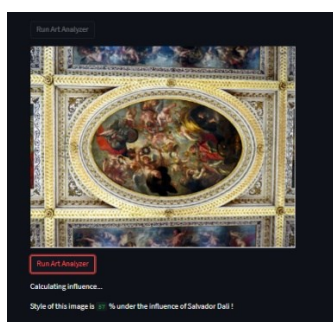 Run Art Analyzer
Run Art Analyzer
Calculating influence...
Style of this image is % under the influence of Salvador Dali !